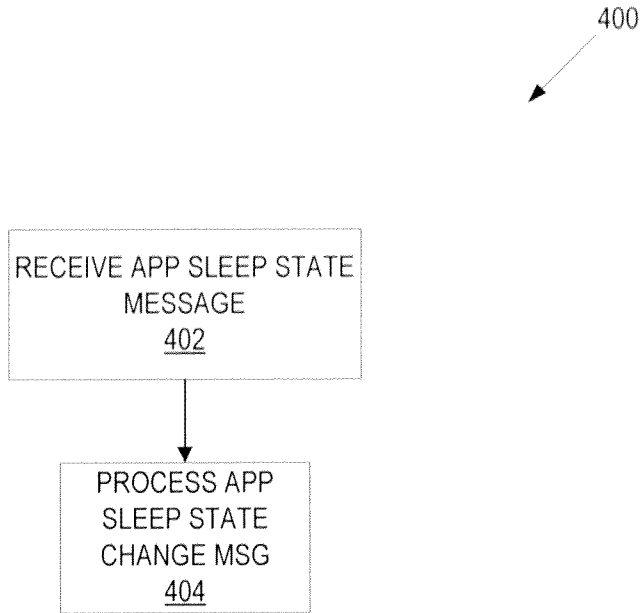 400
RECEIVE APP SLEEP STATE
MESSAGE
402
PROCESS APP
SLEEP STATE
CHANGE MSG
404